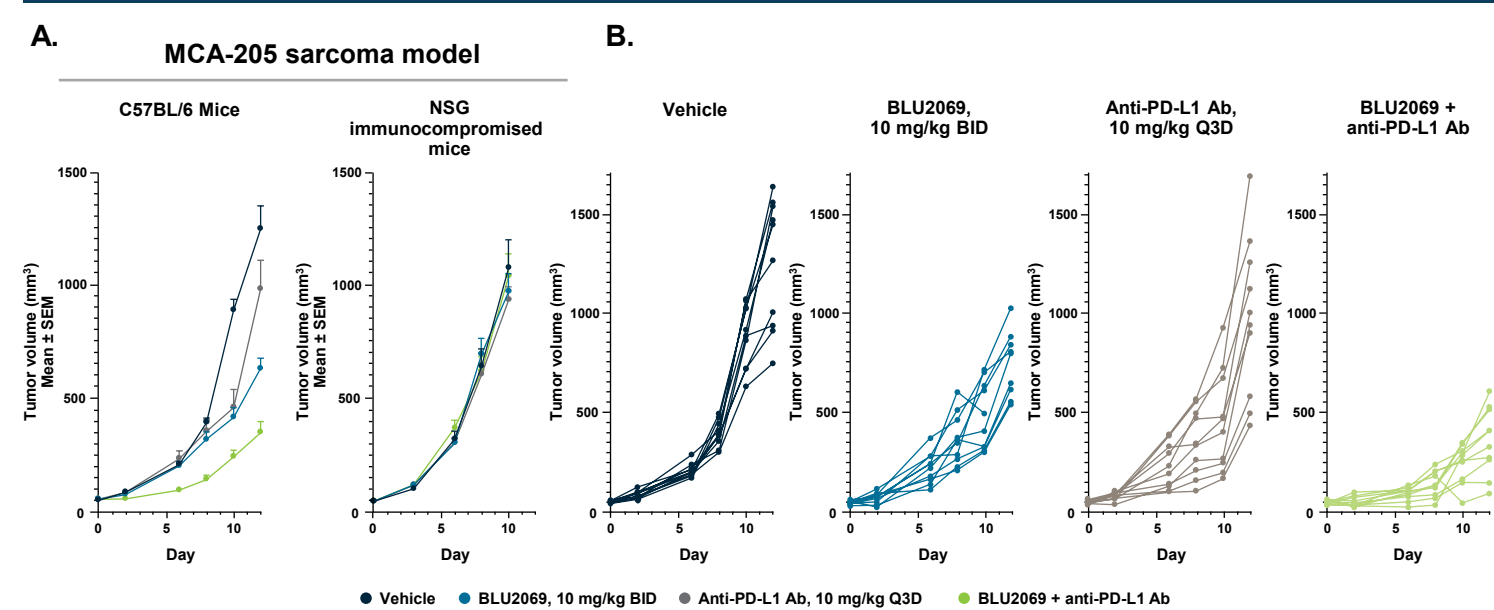 A.
MCA-205 sarcoma model
C57BL/6 Mice
NSG
immunocompromised
mice
Tumor volume (mm³)
Mean ± SEM
1500
1000
500
0
0
10
Day
Tumor volume (mm³)
Mean ± SEM
1500
1000
500
0
0
10
Day
B.
Vehicle
Tumor volume (mm³)
1500
1000
500
0
0
5
10
Day
BLU2069,
10 mg/kg BID
Tumor volume (mm³)
1500
1000
500
0
0
5
10
Day
Anti-PD-L1 Ab,
10 mg/kg Q3D
Tumor volume (mm³)
1500
1000
500
0
0
5
10
Day
BLU2069 +
anti-PD-L1 Ab
Tumor volume (mm³)
1500
1000
500
0
0
5
10
Day
Vehicle
BLU2069, 10 mg/kg BID
Anti-PD-L1 Ab, 10 mg/kg Q3D
BLU2069 + anti-PD-L1 Ab